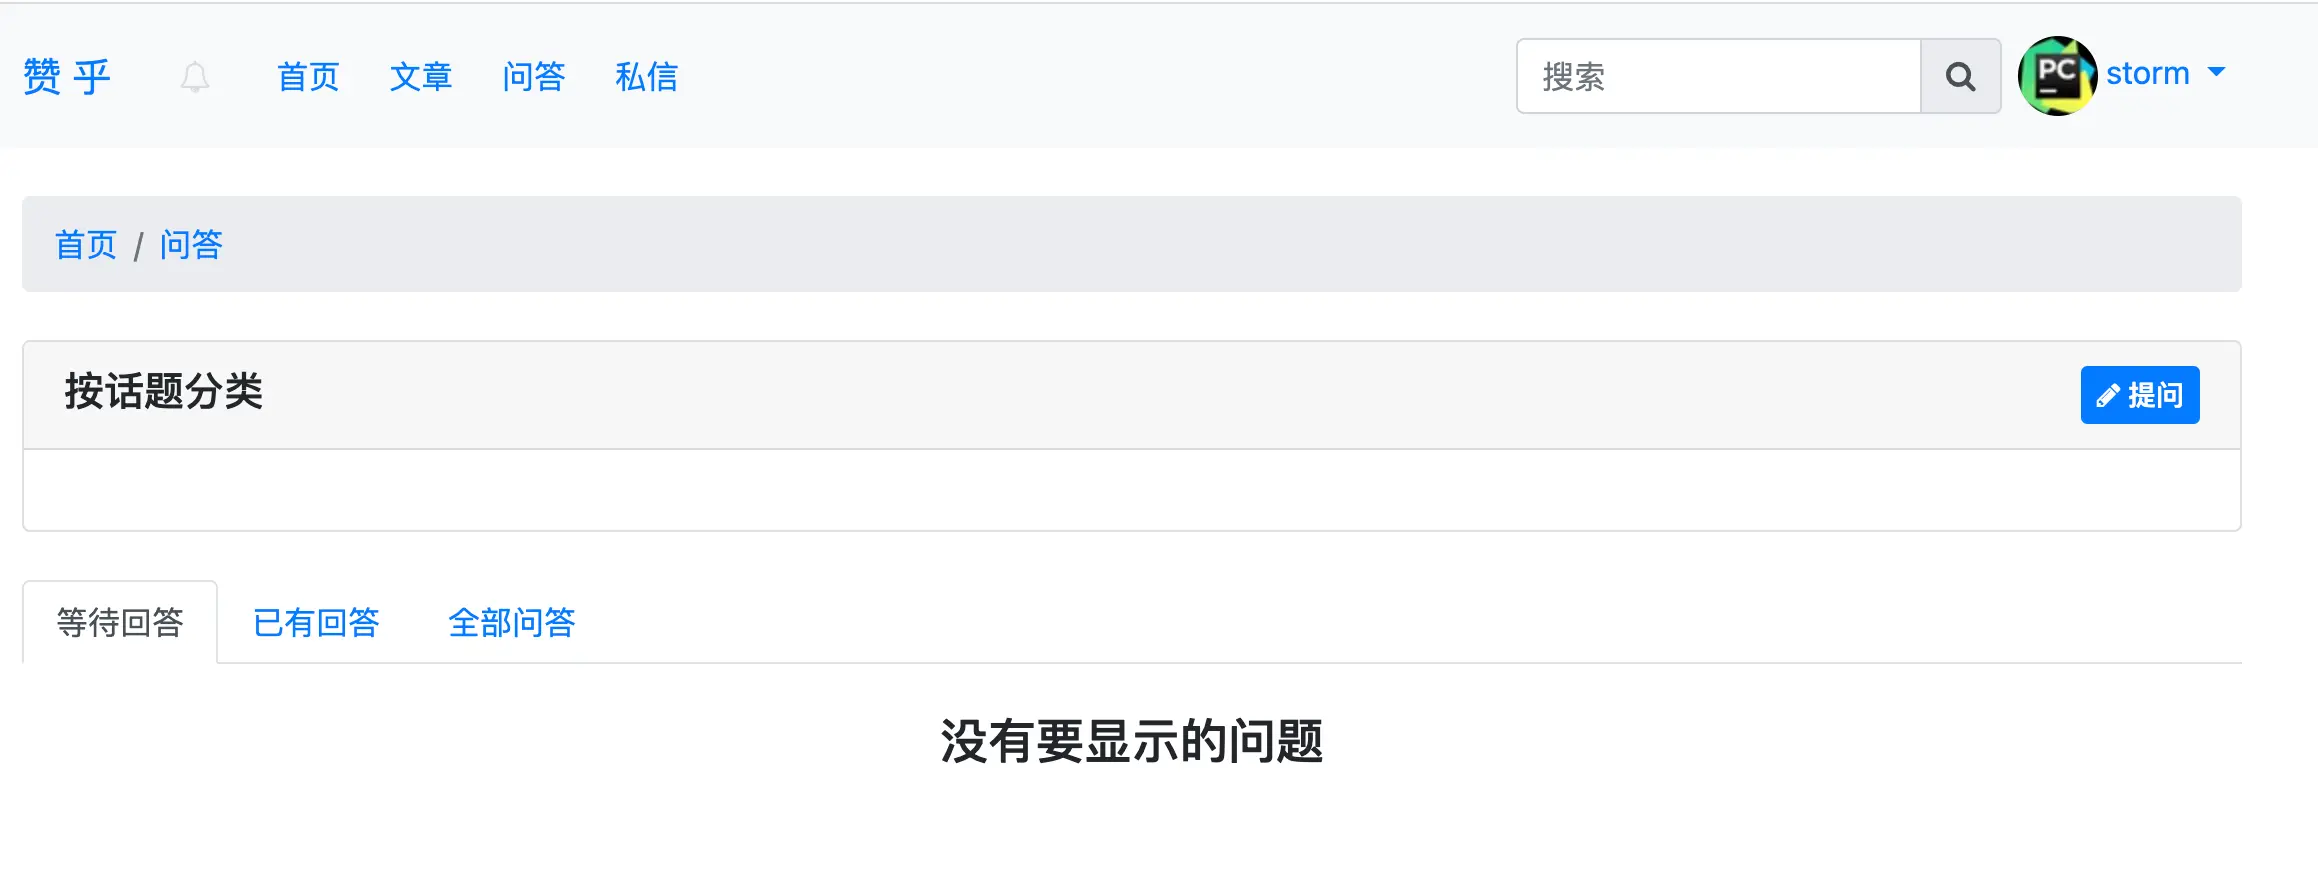 赞 乎 首页 文章 问答 私信 搜索 PC storm
首页 / 问答
按话题分类 提问
等待回答 已有回答 全部问答
没有要显示的问题